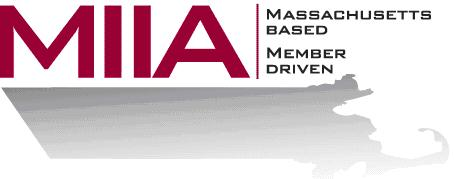 MIIA
MASSACHUSETTS
BASED
MEMBER
DRIVEN